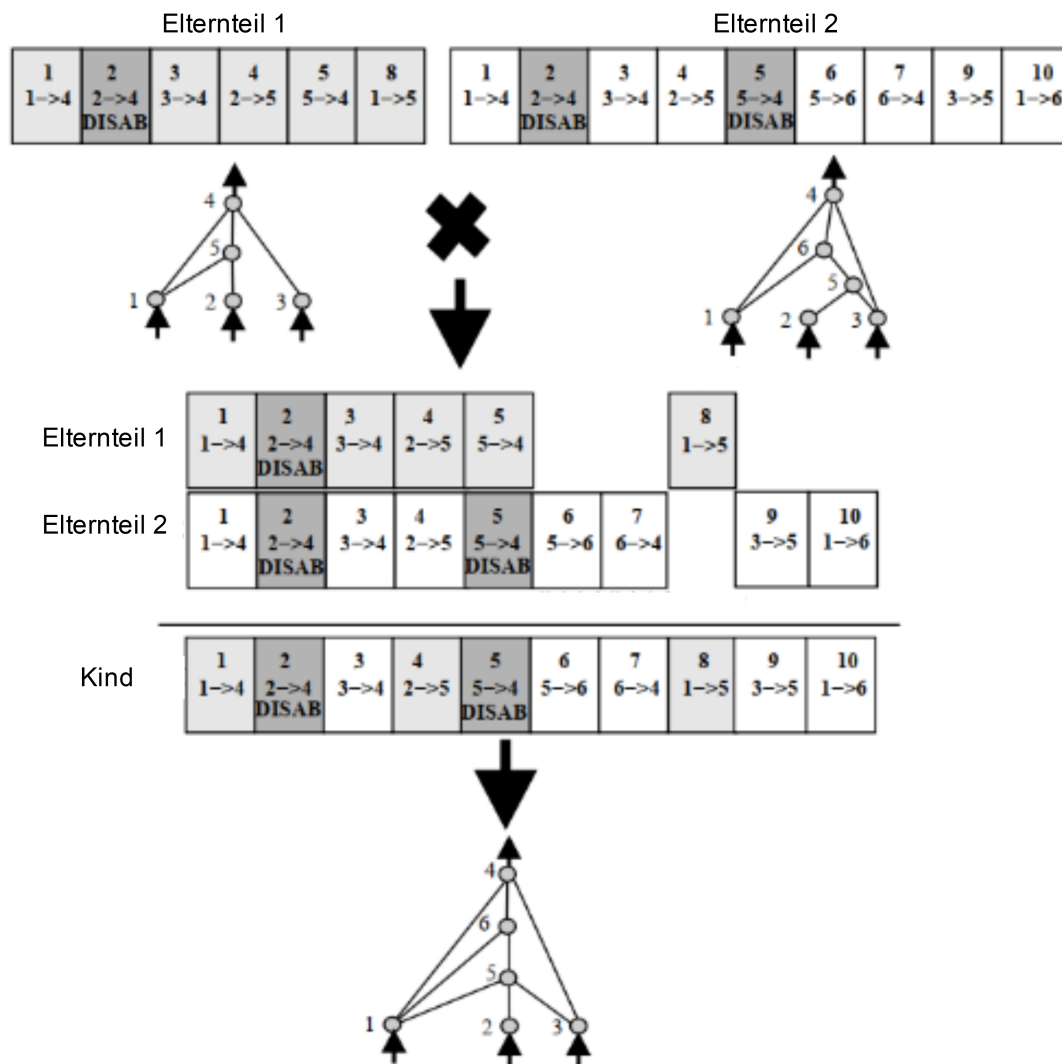 Elternteil 1 Elternteil 2
1 2 3 4 5 8 1 2 3 4 5 6 7 9 10
1->4 2->4 3->4 2->5 5->4 1->5 1->4 2->4 3->4 2->5 5->4 5->6 6->4 3->5 1->6
DISAB DISAB DISAB
4 4
5 6
5
1 2 3 1 2 3
Elternteil 1
1 2 3 4 5 8
1->4 2->4 3->4 2->5 5->4 1->5
DISAB
Elternteil 2
1 2 3 4 5 6 7 9 10
1->4 2->4 3->4 2->5 5->4 5->6 6->4 3->5 1->6
DISAB DISAB
Kind
1 2 3 4 5 6 7 8 9 10
1->4 2->4 3->4 2->5 5->4 5->6 6->4 1->5 3->5 1->6
DISAB DISAB
4
6
5
1 2 3